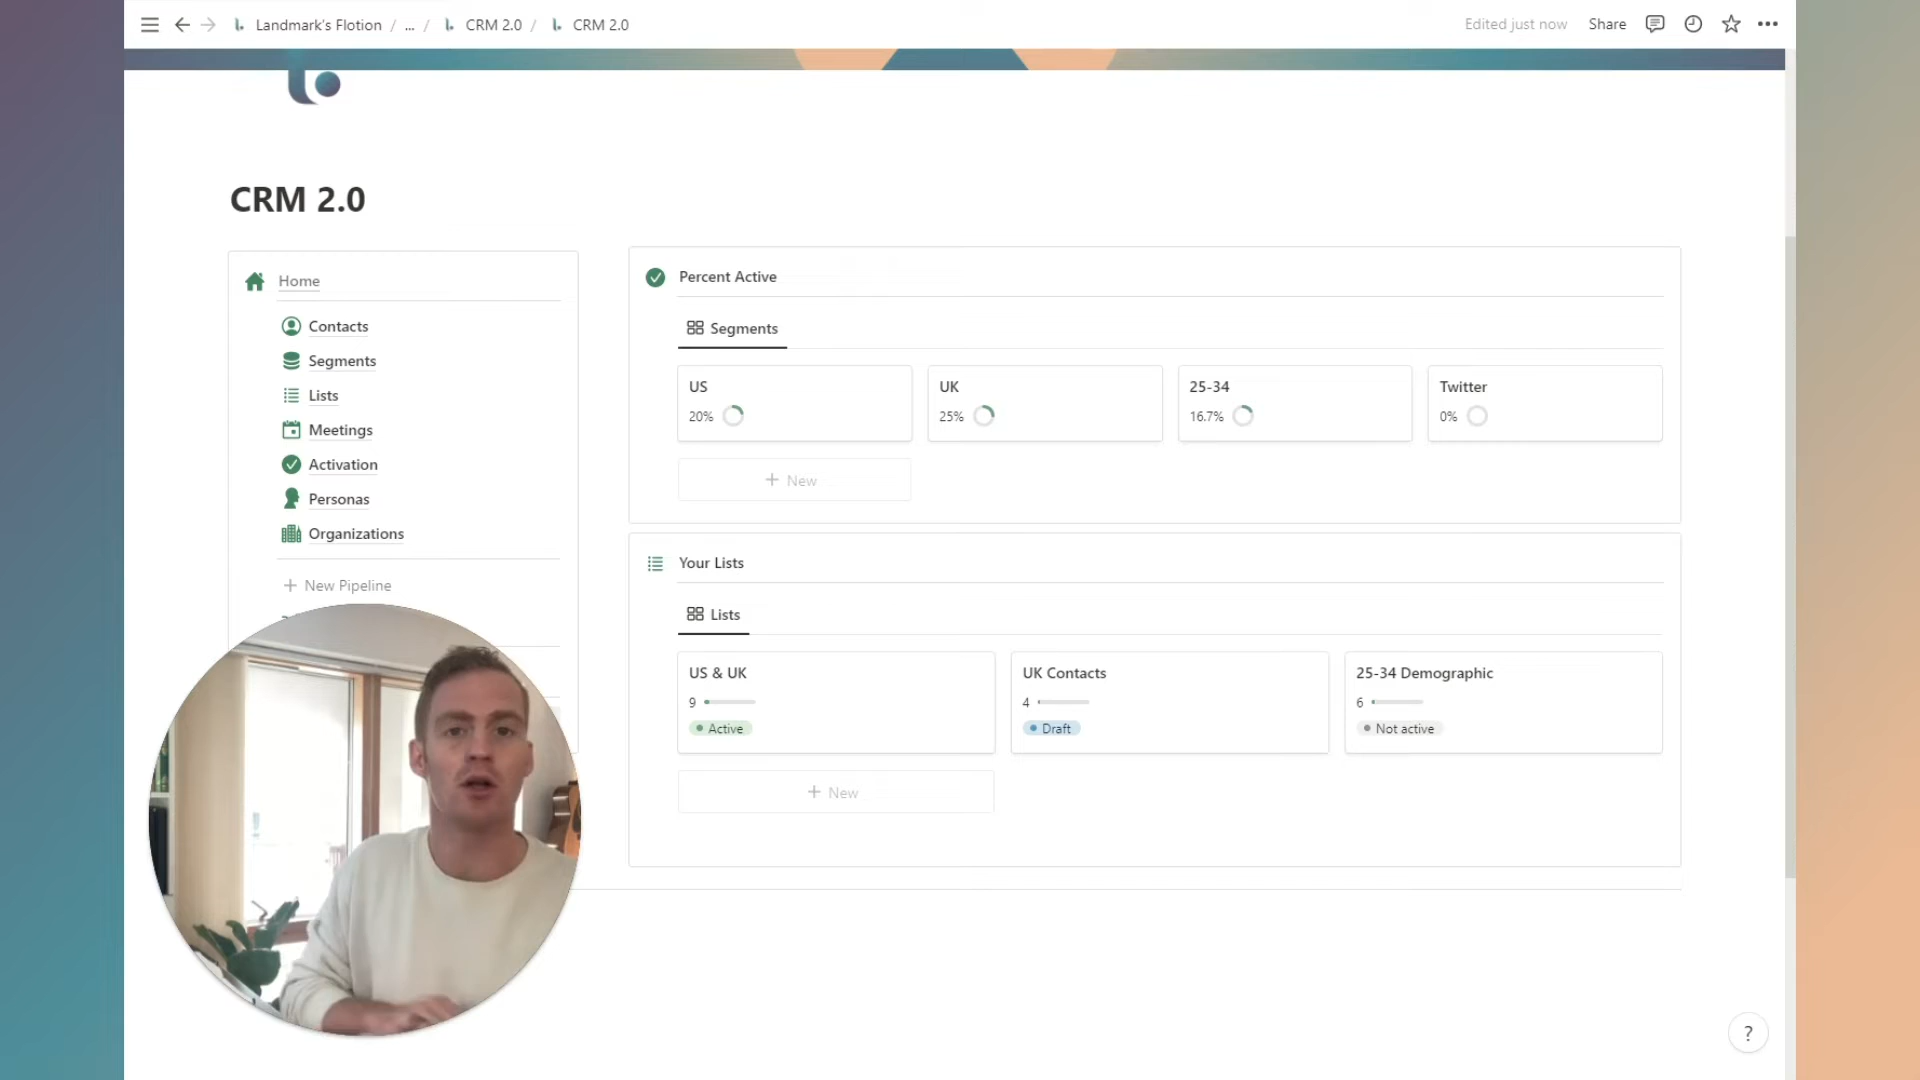 Landmark's Flotion / ... / CRM 2.0 / CRM 2.0
Edited just now Share
CRM 2.0
Home
Contacts
Segments
Lists
Meetings
Activation
Personas
Organizations
+ New Pipeline
Percent Active
Segments
US
20%
UK
25%
25-34
16.7%
Twitter
0%
+ New
Your Lists
Lists
US & UK
9
Active
UK Contacts
4
Draft
25-34 Demographic
6
Not active
+ New
?